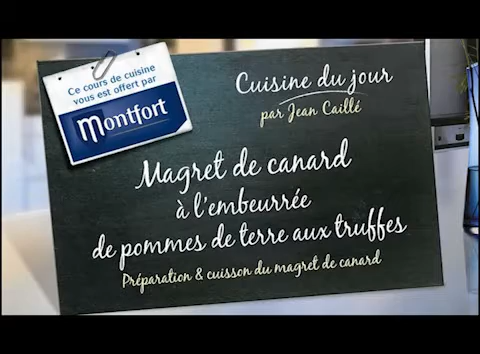 Ce cours de cuisine
vous est offert par
Montfort
Cuisine du jour
par Jean Caillé
Magret de canard
à l'embeurrée
de pommes de terre aux truffes
Préparation & cuisson du magret de canard